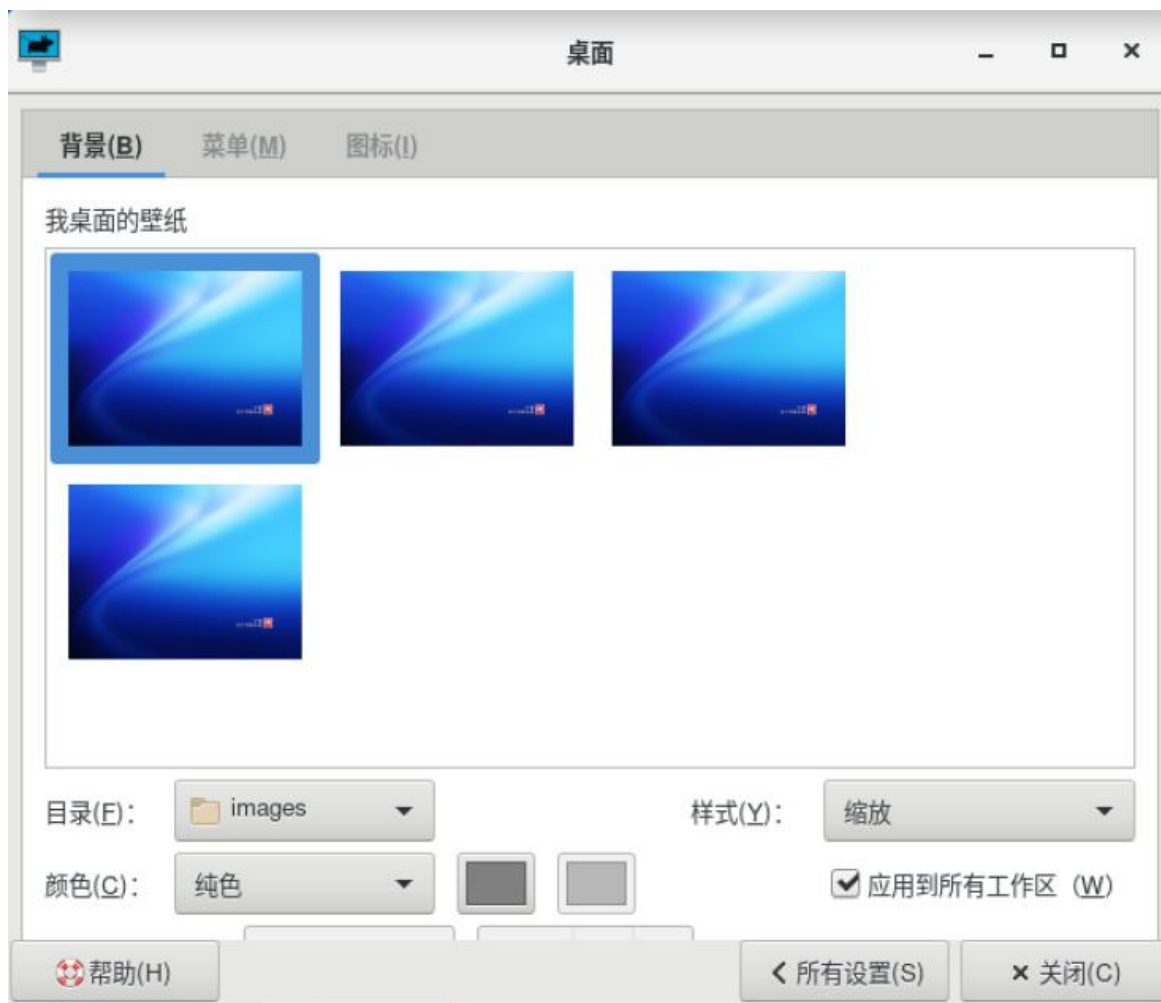 桌面
背景(B) 菜单(M) 图标(I)
我桌面的壁纸
目录(F): images 样式(Y): 缩放
颜色(C): 纯色 应用到所有工作区 (W)
帮助(H) 所有设置(S) 关闭(C)